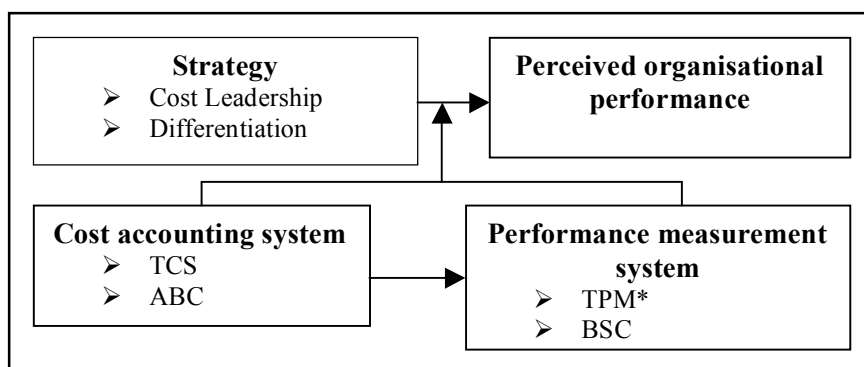 Strategy
➢ Cost Leadership
➢ Differentiation
Perceived organisational
performance
Cost accounting system
➢ TCS
➢ ABC
Performance measurement
system
➢ TPM*
➢ BSC